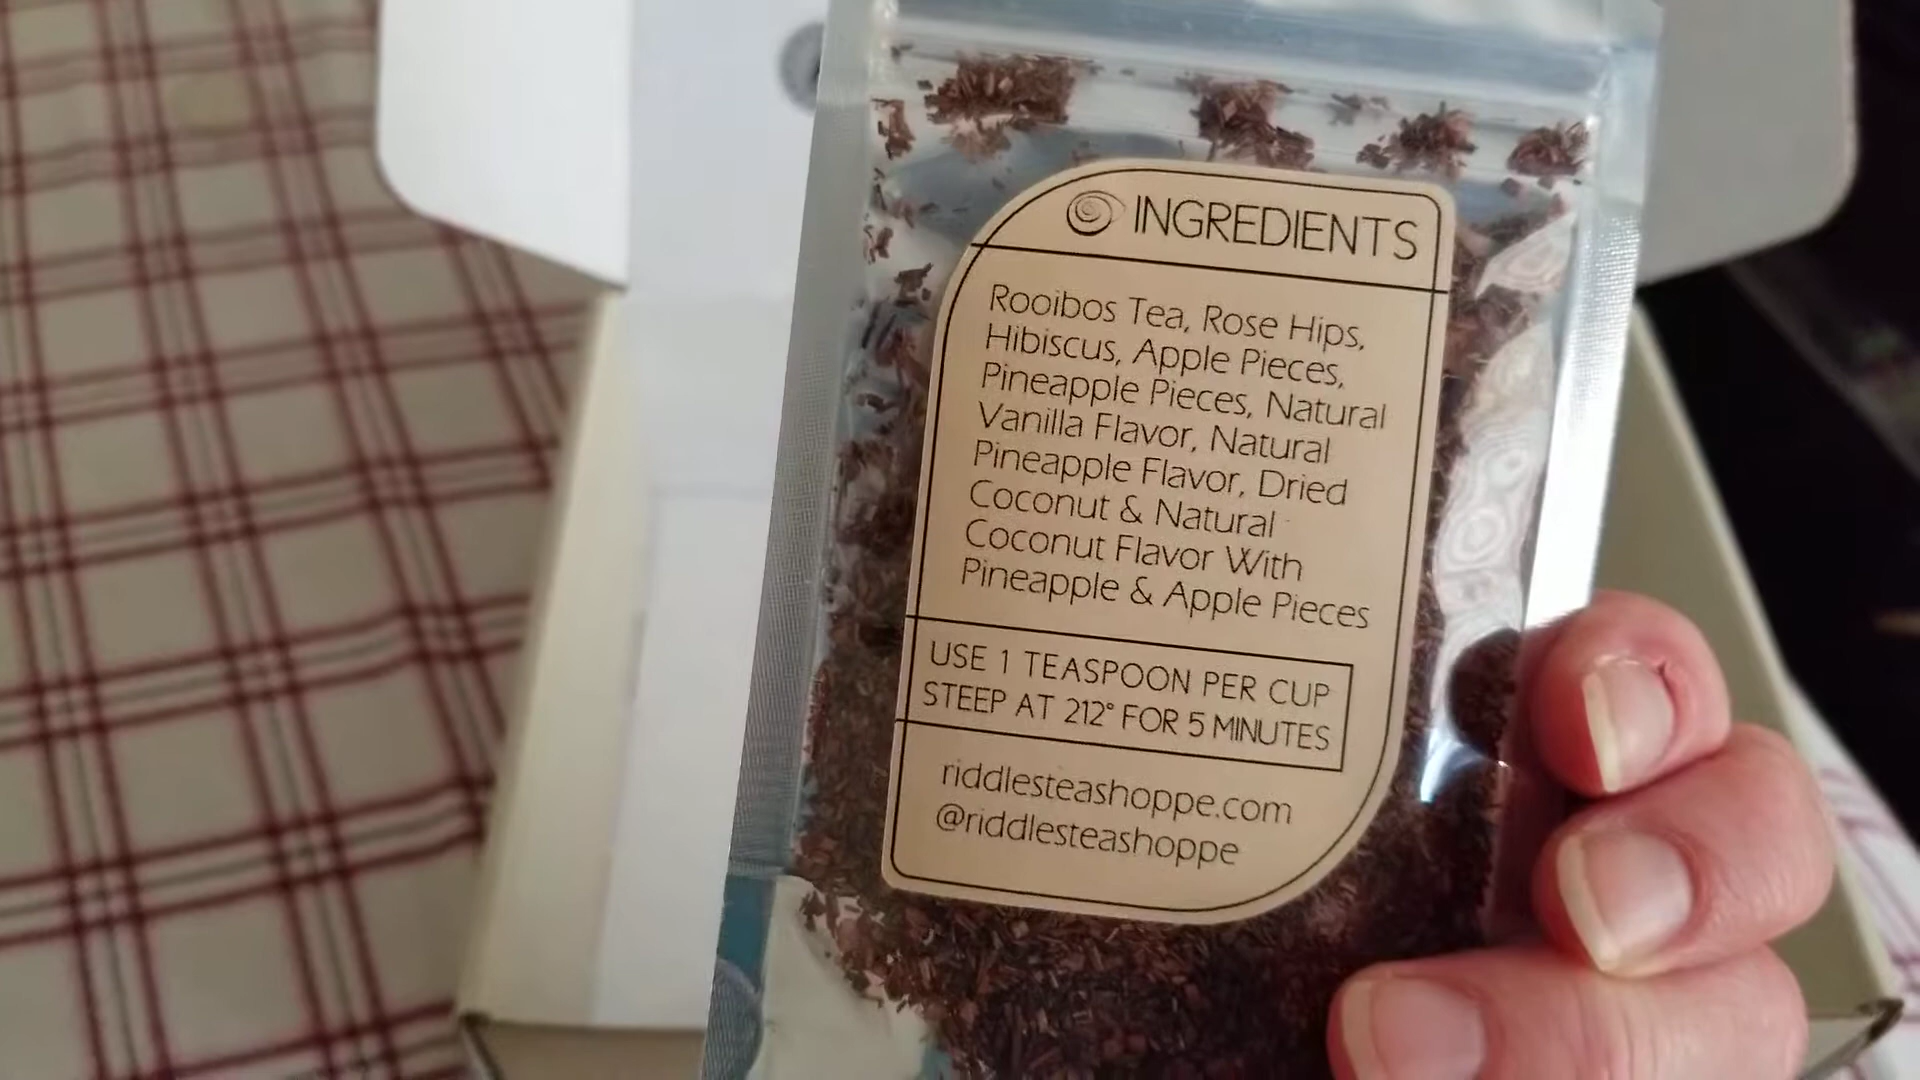 INGREDIENTS
Rooibos Tea, Rose Hips,
Hibiscus, Apple Pieces,
Pineapple Pieces, Natural
Vanilla Flavor, Natural
Pineapple Flavor, Dried
Coconut & Natural
Coconut Flavor With
Pineapple & Apple Pieces
USE 1 TEASPOON PER CUP
STEEP AT 212° FOR 5 MINUTES
riddlesteashoppe.com
@riddlesteashoppe